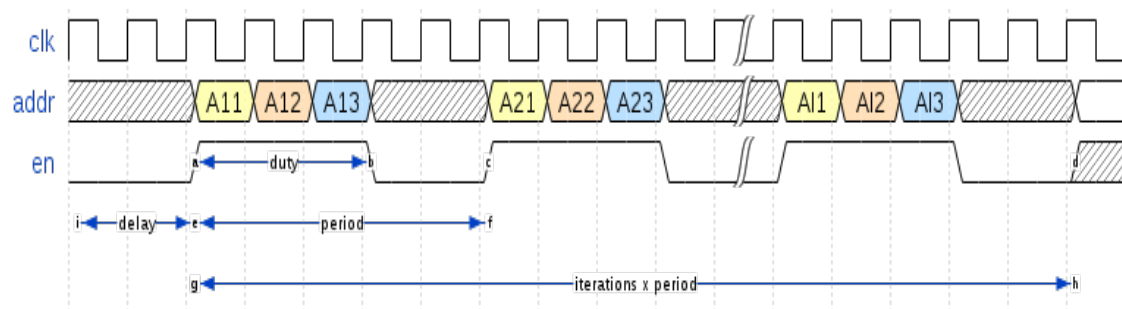 clk
addr A11 A12 A13 A21 A22 A23 AI1 AI2 AI3
en a duty b c d
i delay e period f
g iterations x period h